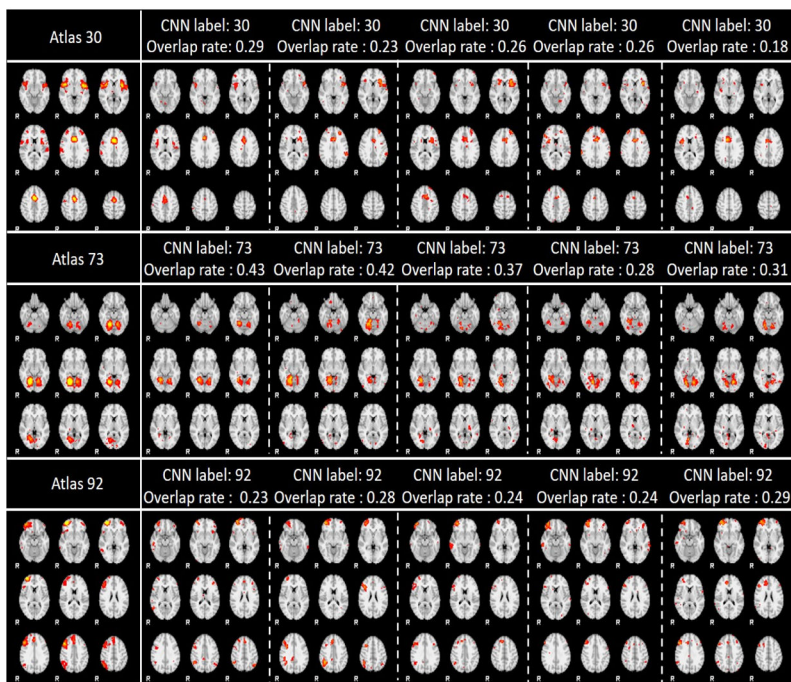 Atlas 30
CNN label: 30
Overlap rate: 0.29
CNN label: 30
Overlap rate: 0.23
CNN label: 30
Overlap rate: 0.26
CNN label: 30
Overlap rate: 0.26
CNN label: 30
Overlap rate: 0.18
R R R R R R R R R R R R R R R R R R
R R R R R R R R R R R R R R R R R R
R R R R R R R R R R R R R R R R R R
Atlas 73
CNN label: 73
Overlap rate : 0.43
CNN label: 73
Overlap rate : 0.42
CNN label: 73
Overlap rate : 0.37
CNN label: 73
Overlap rate : 0.28
CNN label: 73
Overlap rate : 0.31
R R R R R R R R R R R R R R R R R R
R R R R R R R R R R R R R R R R R R
R R R R R R R R R R R R R R R R R R
Atlas 92
CNN label: 92
Overlap rate : 0.23
CNN label: 92
Overlap rate : 0.28
CNN label: 92
Overlap rate : 0.24
CNN label: 92
Overlap rate : 0.24
CNN label: 92
Overlap rate : 0.29
R R R R R R R R R R R R R R R R R R
R R R R R R R R R R R R R R R R R R
R R R R R R R R R R R R R R R R R R